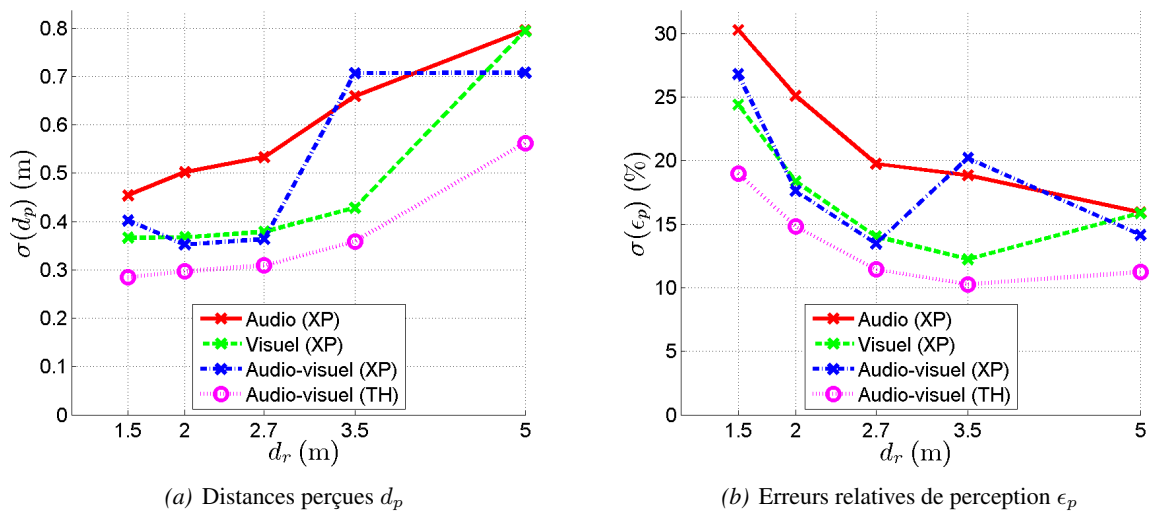 0.8
0.7
0.6
0.5
0.4
0.3
0.2
0.1
0
σ(d_p) (m)
Audio (XP)
Visuel (XP)
Audio-visuel (XP)
Audio-visuel (TH)
1.5 2 2.7 3.5 5
d_r (m)
(a) Distances perçues d_p
30
25
20
15
10
5
0
σ(ϵ_p) (%)
Audio (XP)
Visuel (XP)
Audio-visuel (XP)
Audio-visuel (TH)
1.5 2 2.7 3.5 5
d_r (m)
(b) Erreurs relatives de perception ϵ_p